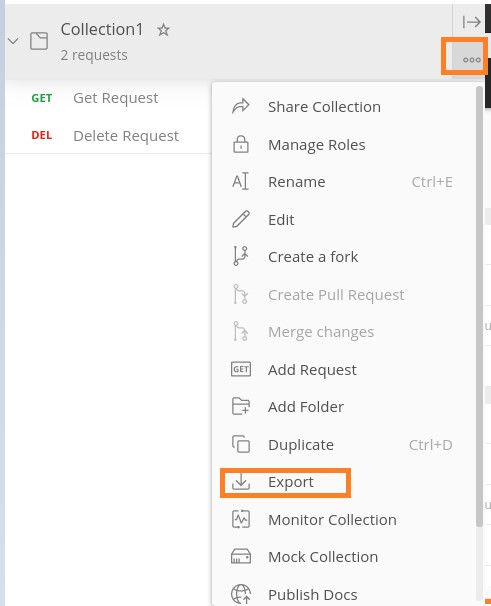 Collection1
2 requests
GET Get Request
DEL Delete Request
Share Collection
Manage Roles
Rename Ctrl+E
Edit
Create a fork
Create Pull Request
Merge changes
GET Add Request
Add Folder
Duplicate Ctrl+D
Export
Monitor Collection
Mock Collection
Publish Docs